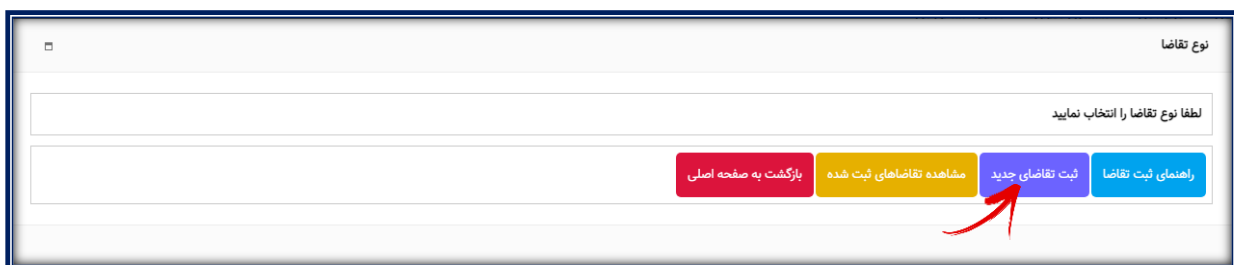 نوع تقاضا
لطفا نوع تقاضا را انتخاب نمایید
راهنمای ثبت تقاضا ثبت تقاضای جدید مشاهده تقاضاهای ثبت شده بازگشت به صفحه اصلی